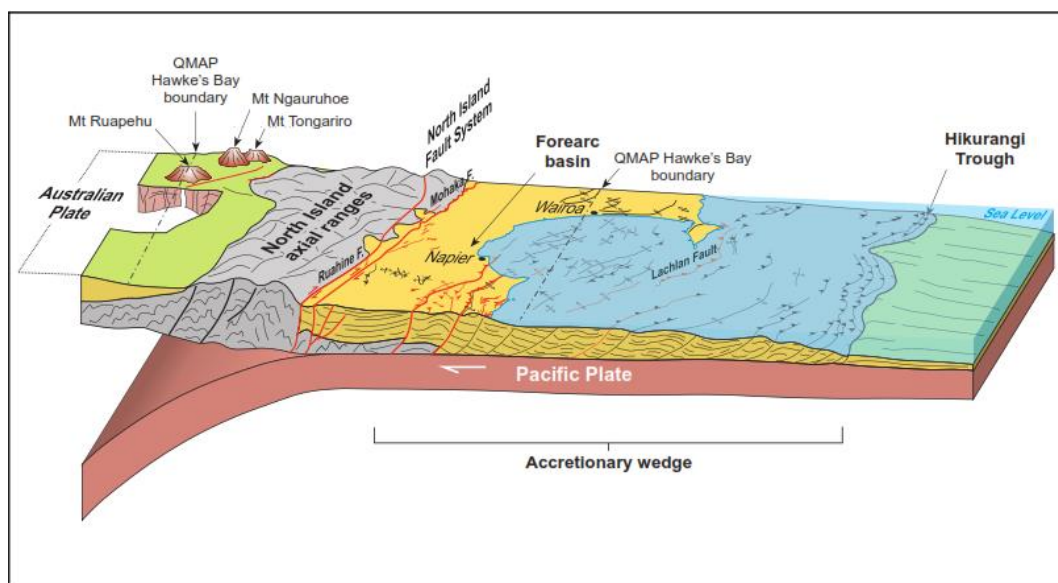 QMAP
Hawke's Bay
boundary
Mt Ngauruhoe
Mt Ruapehu
Mt Tongariro
North Island
Fault System
Forearc
basin
QMAP Hawke's Bay
boundary
Hikurangi
Trough
Australian
Plate
North Island
axial ranges
Mohaka F.
Ruahine F.
Wairoa
Napier
Lachlan Fault
Sea Level
Pacific Plate
Accretionary wedge